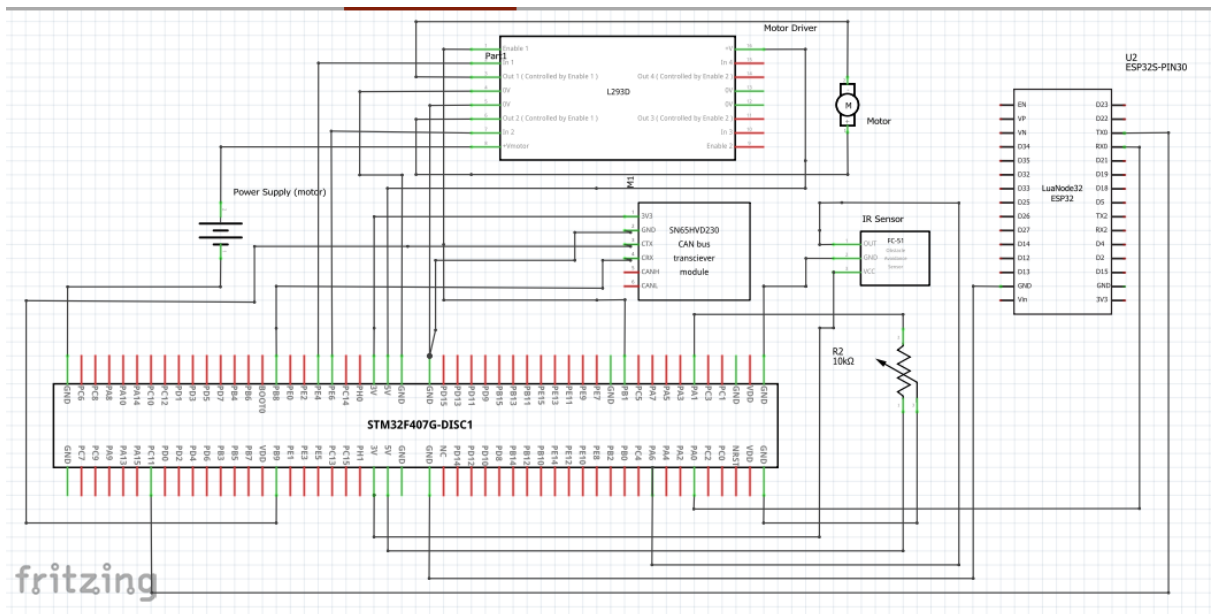 Motor Driver
Part1
Enable 1
In 1
Out 1 ( Controlled by Enable 1 )
0V
0V
Out 2 ( Controlled by Enable 1 )
In 2
+Vmotor
L293D
+V
In 4
Out 4 ( Controlled by Enable 2 )
0V
0V
Out 3 ( Controlled by Enable 2 )
In 3
Enable 2
M
Motor
U2
ESP32S-PIN30
EN
VP
VN
D34
D35
D32
D33
D25
D26
D27
D14
D12
D13
GND
Vin
LuaNode32
ESP32
D23
D22
TX0
RX0
D21
D19
D18
D5
TX2
RX2
D4
D2
D15
GND
3V3
Power Supply (motor)
M1
3V3
GND
CTX
CRX
CANH
CANL
SN65HVD230
CAN bus
transciever
module
IR Sensor
OUT
GND
VCC
FC-51
Obstacle
Avoidance
Sensor
R2
10kΩ
GND
PC6
PC8
PA8
PA10
PA14
PC10
PC12
PD1
PD3
PD5
PD7
PB4
PB6
BOOT0
PB8
PE0
PE2
PE4
PE6
PC14
PH0
3V
5V
GND
GND
PD15
PD13
PD11
PD9
PB15
PB13
PB11
PE15
PE13
PE11
PE9
PE7
GND
PB1
PC5
PA7
PA5
PA3
PA1
PC3
PC1
GND
VDD
GND
STM32F407G-DISC1
GND
PC7
PC9
PA9
PA13
PA15
PC11
PD0
PD2
PD4
PD6
PB3
PB5
PB7
VDD
PB9
PE1
PE3
PE5
PC13
PC15
PH1
3V
5V
GND
GND
NC
PD14
PD12
PD10
PD8
PB14
PB12
PB10
PE14
PE12
PE10
PE8
PB2
PB0
PC4
PA6
PA4
PA2
PA0
PC2
PC0
NRST
VDD
GND
fritzing